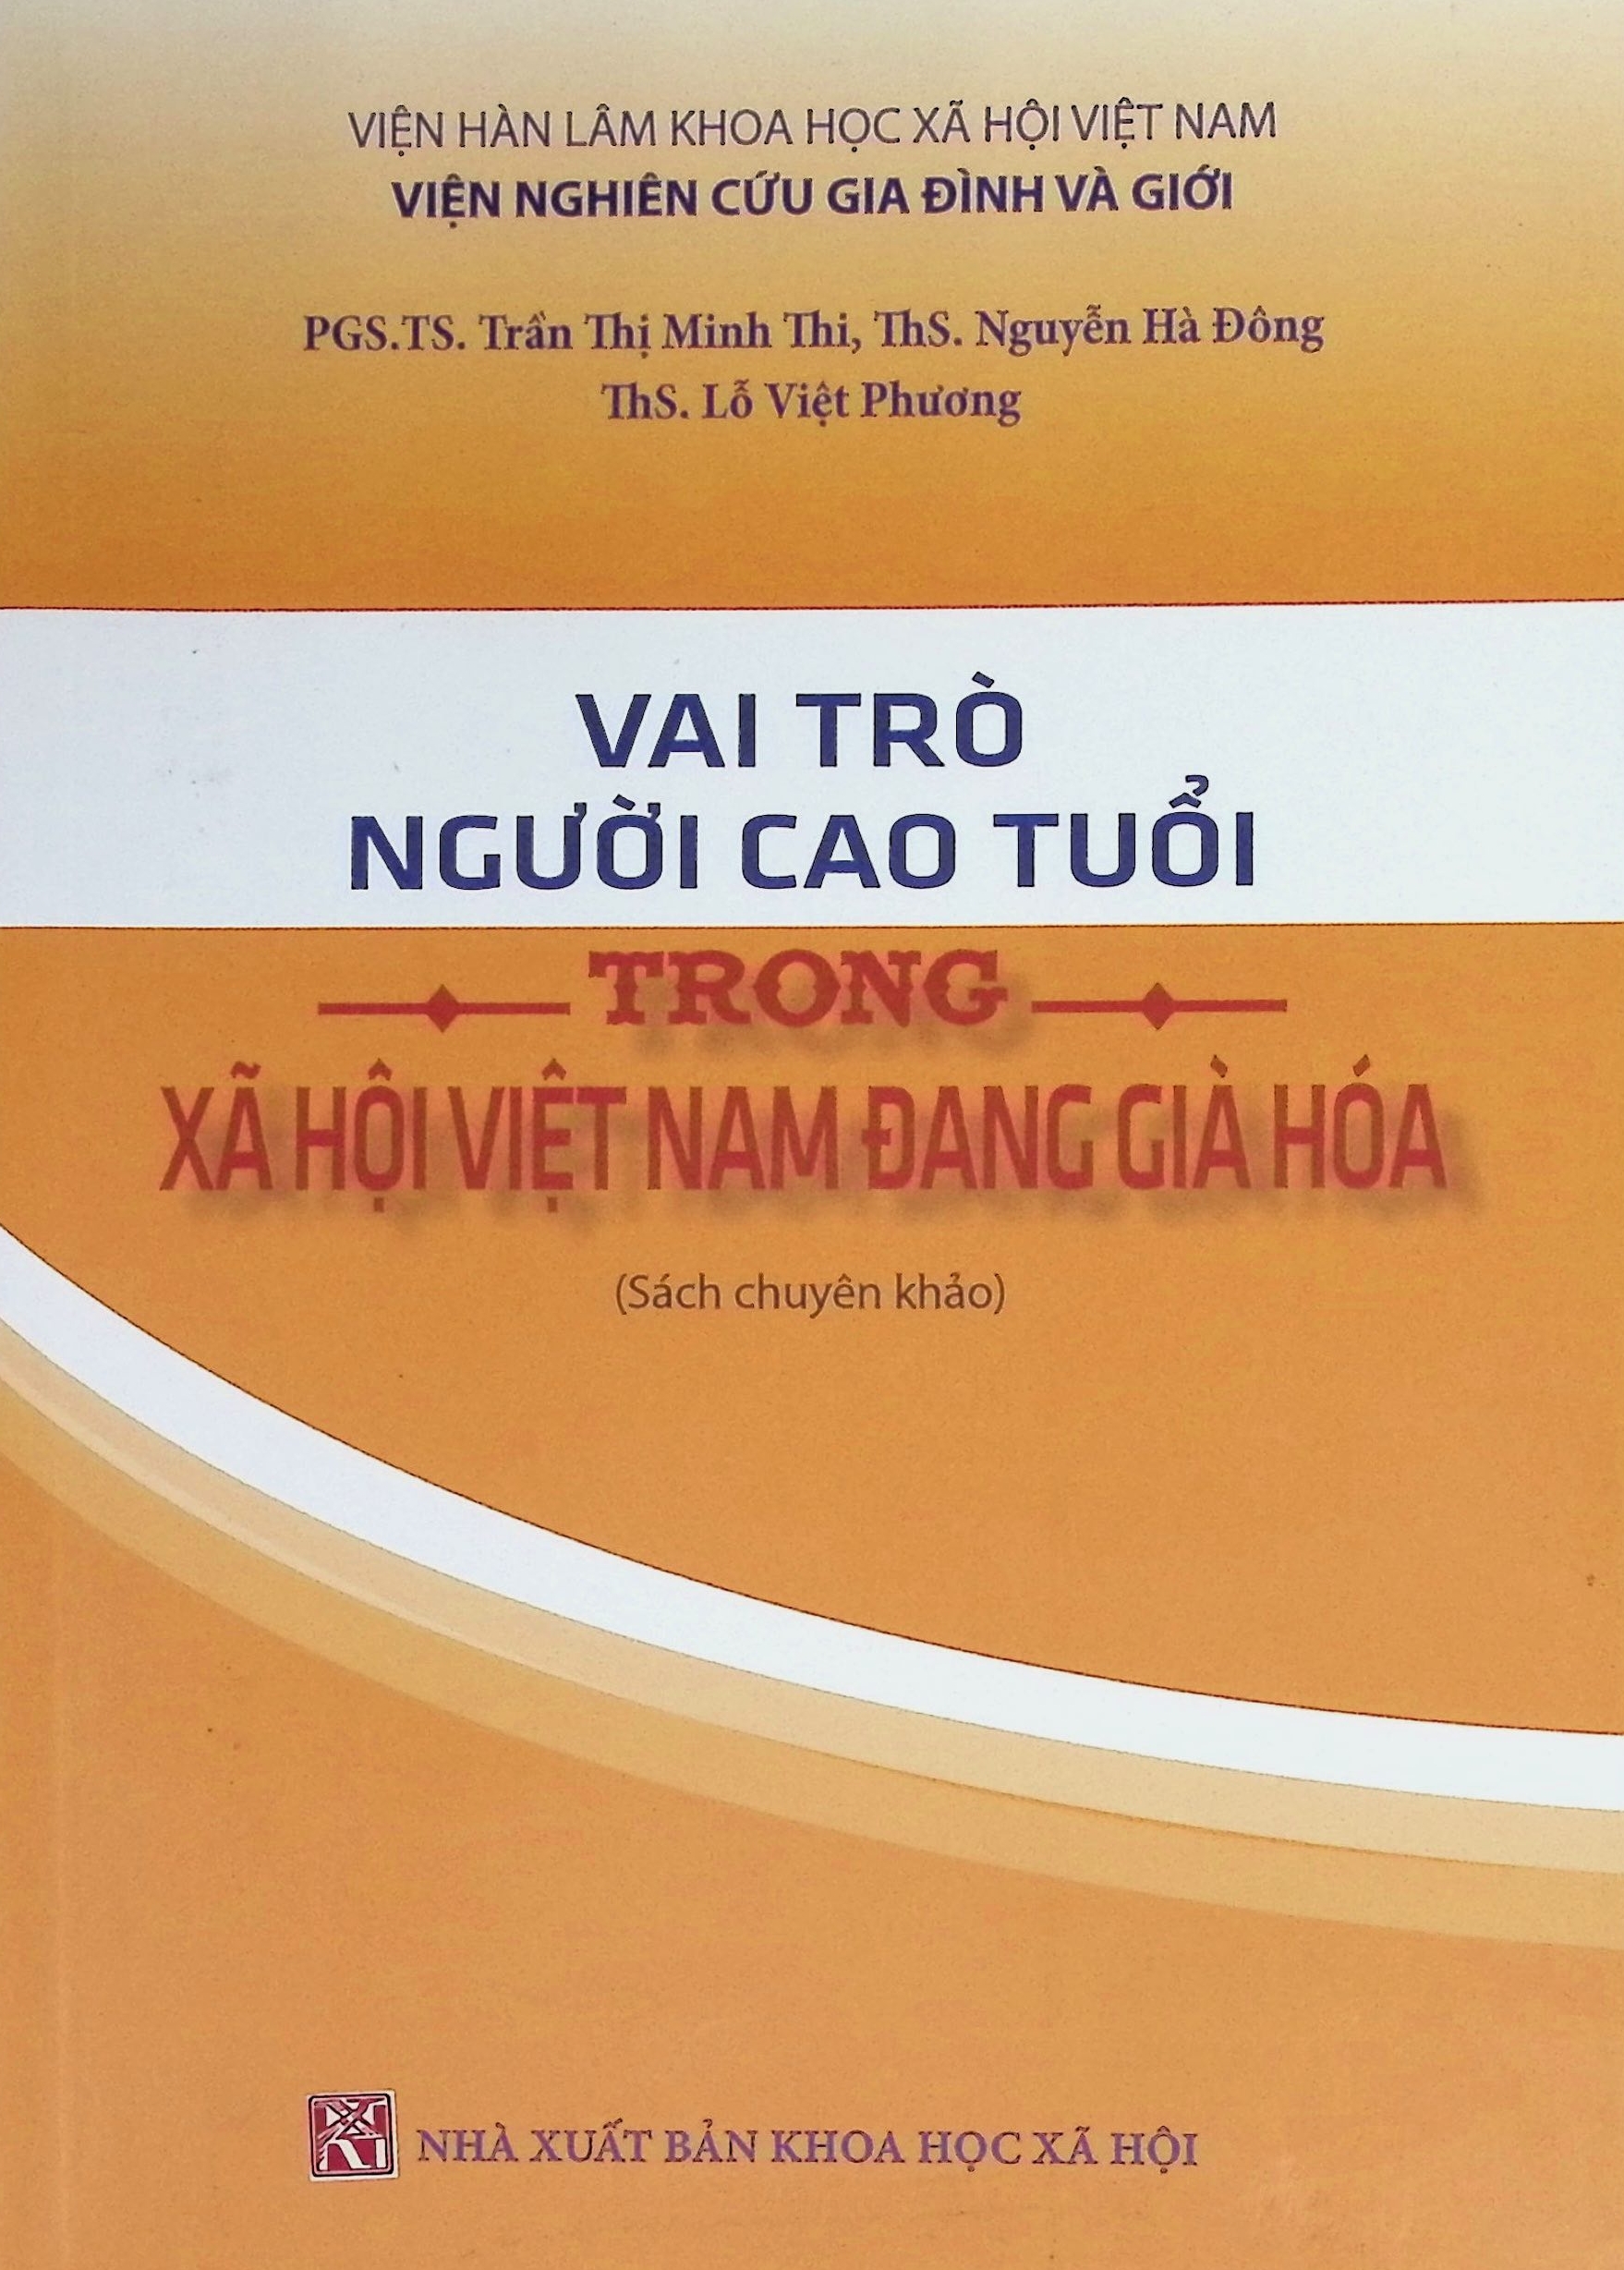 VIỆN HÀN LÂM KHOA HỌC XÃ HỘI VIỆT NAM
VIỆN NGHIÊN CỨU GIA ĐÌNH VÀ GIỚI
PGS.TS. Trần Thị Minh Thi, ThS. Nguyễn Hà Đông
ThS. Lỗ Việt Phương
VAI TRÒ
NGƯỜI CAO TUỔI
TRONG
XÃ HỘI VIỆT NAM ĐANG GIÀ HÓA
(Sách chuyên khảo)
NHÀ XUẤT BẢN KHOA HỌC XÃ HỘI